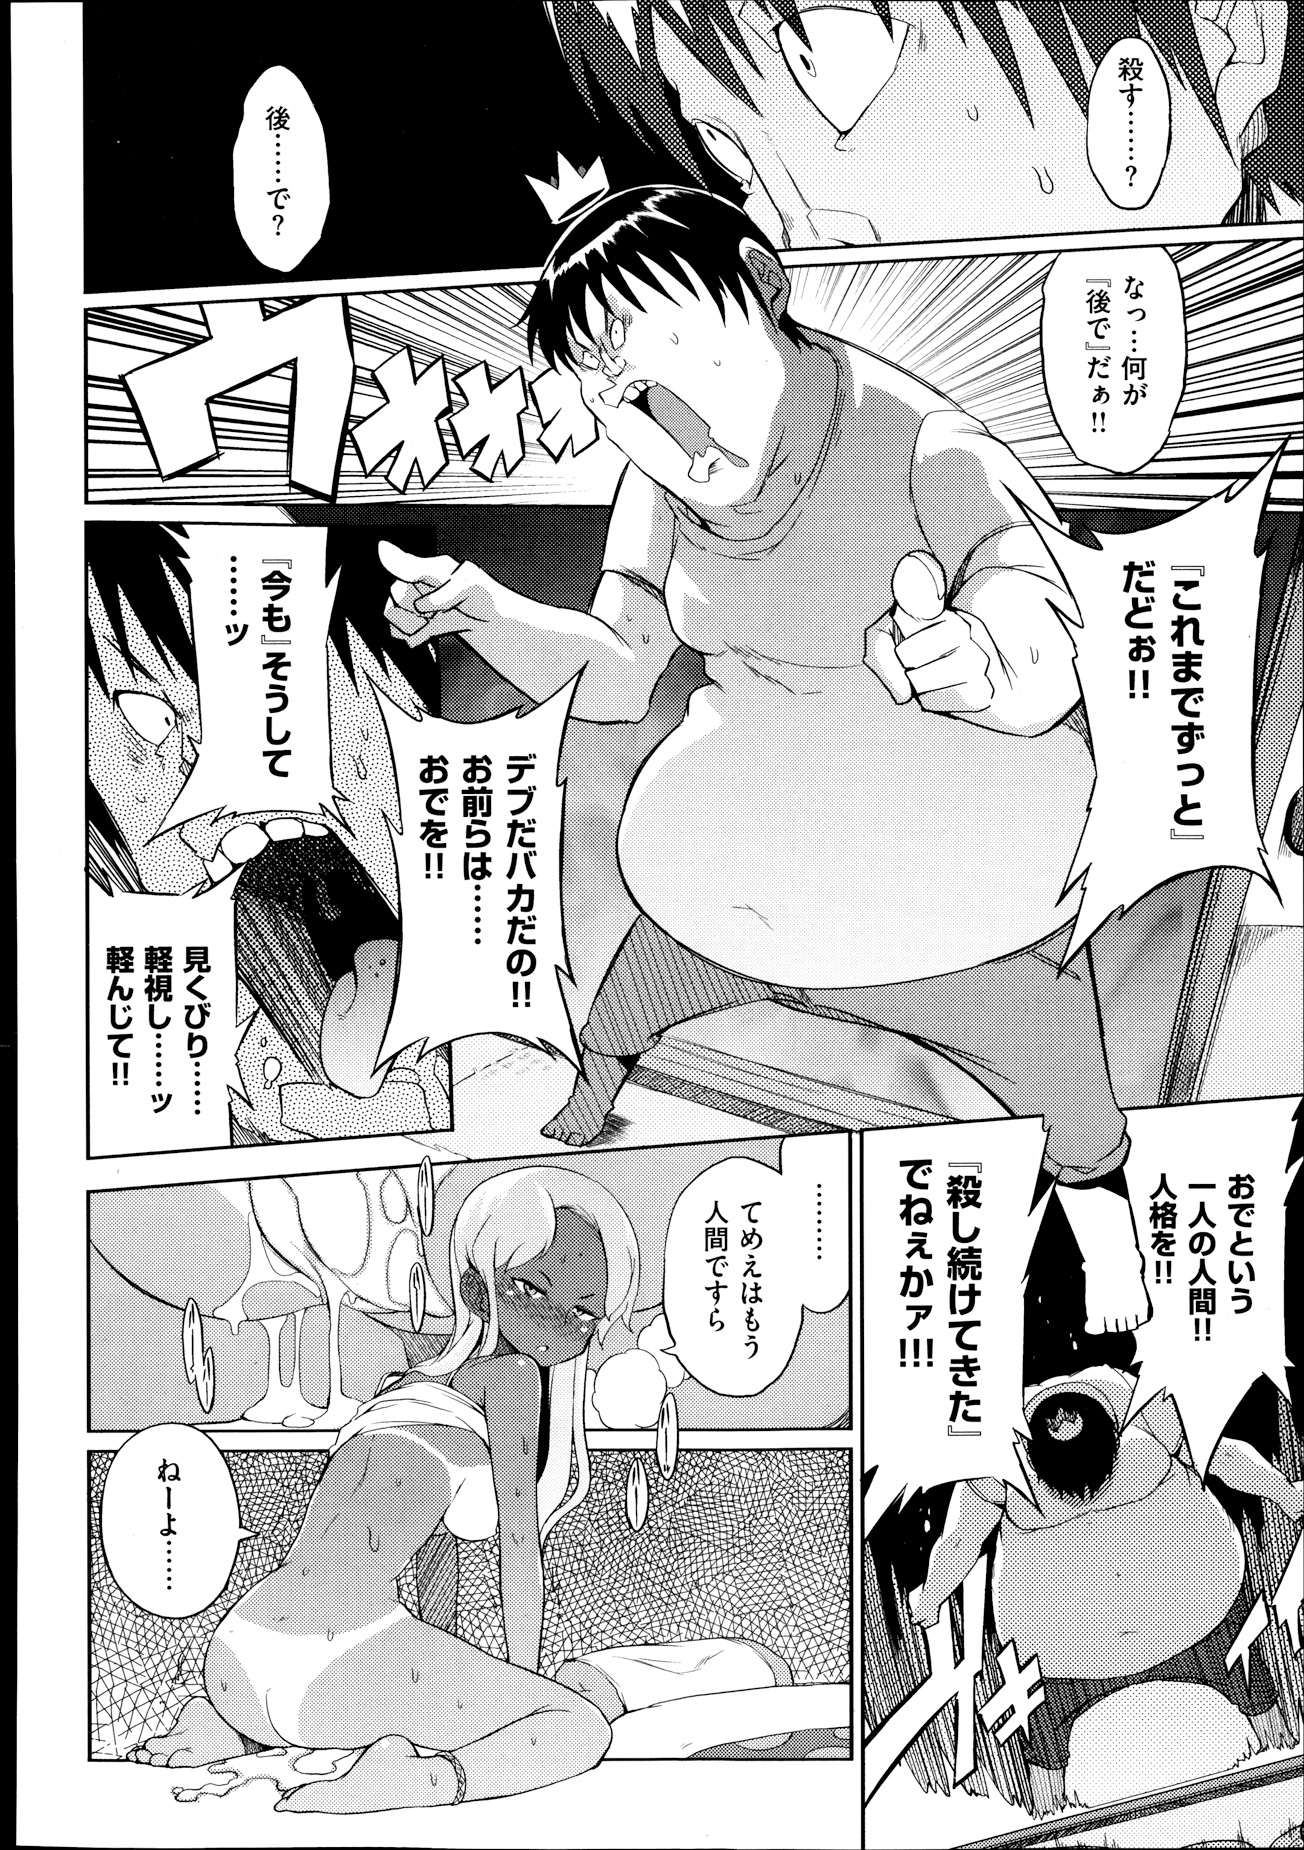 殺す……？
後……で？
なっ…何が
『後で』だぁ!!
『これまでずっと』
だどぉ!!
デブだバカだの!!
お前らは……
おでを!!
『今も』そうして
……ッ
見くびり……
軽視し……ッ
軽んじて!!
おでという
一人の人間!!
人格を!!
『殺し続けてきた』
でねぇかァ!!!
………
てめえはもう
人間ですら
ねーよ……